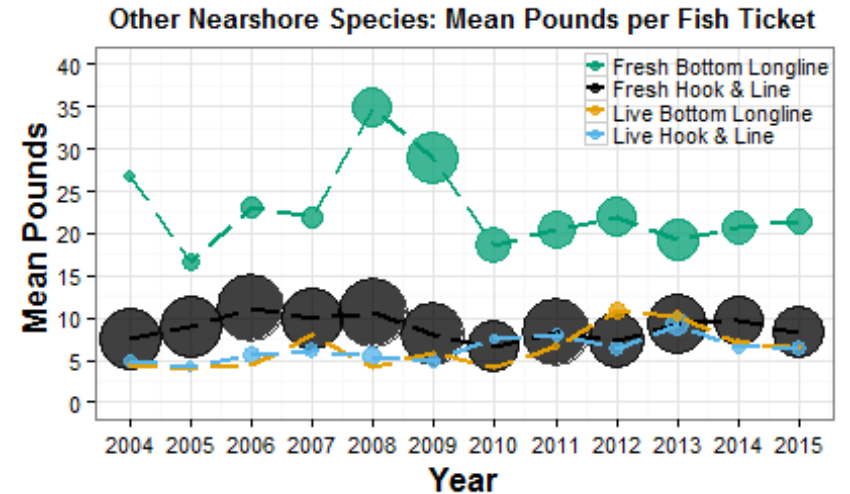 Other Nearshore Species: Mean Pounds per Fish Ticket
Fresh Bottom Longline
Fresh Hook & Line
Live Bottom Longline
Live Hook & Line
Mean Pounds
40
35
30
25
20
15
10
5
0
2004 2005 2006 2007 2008 2009 2010 2011 2012 2013 2014 2015
Year